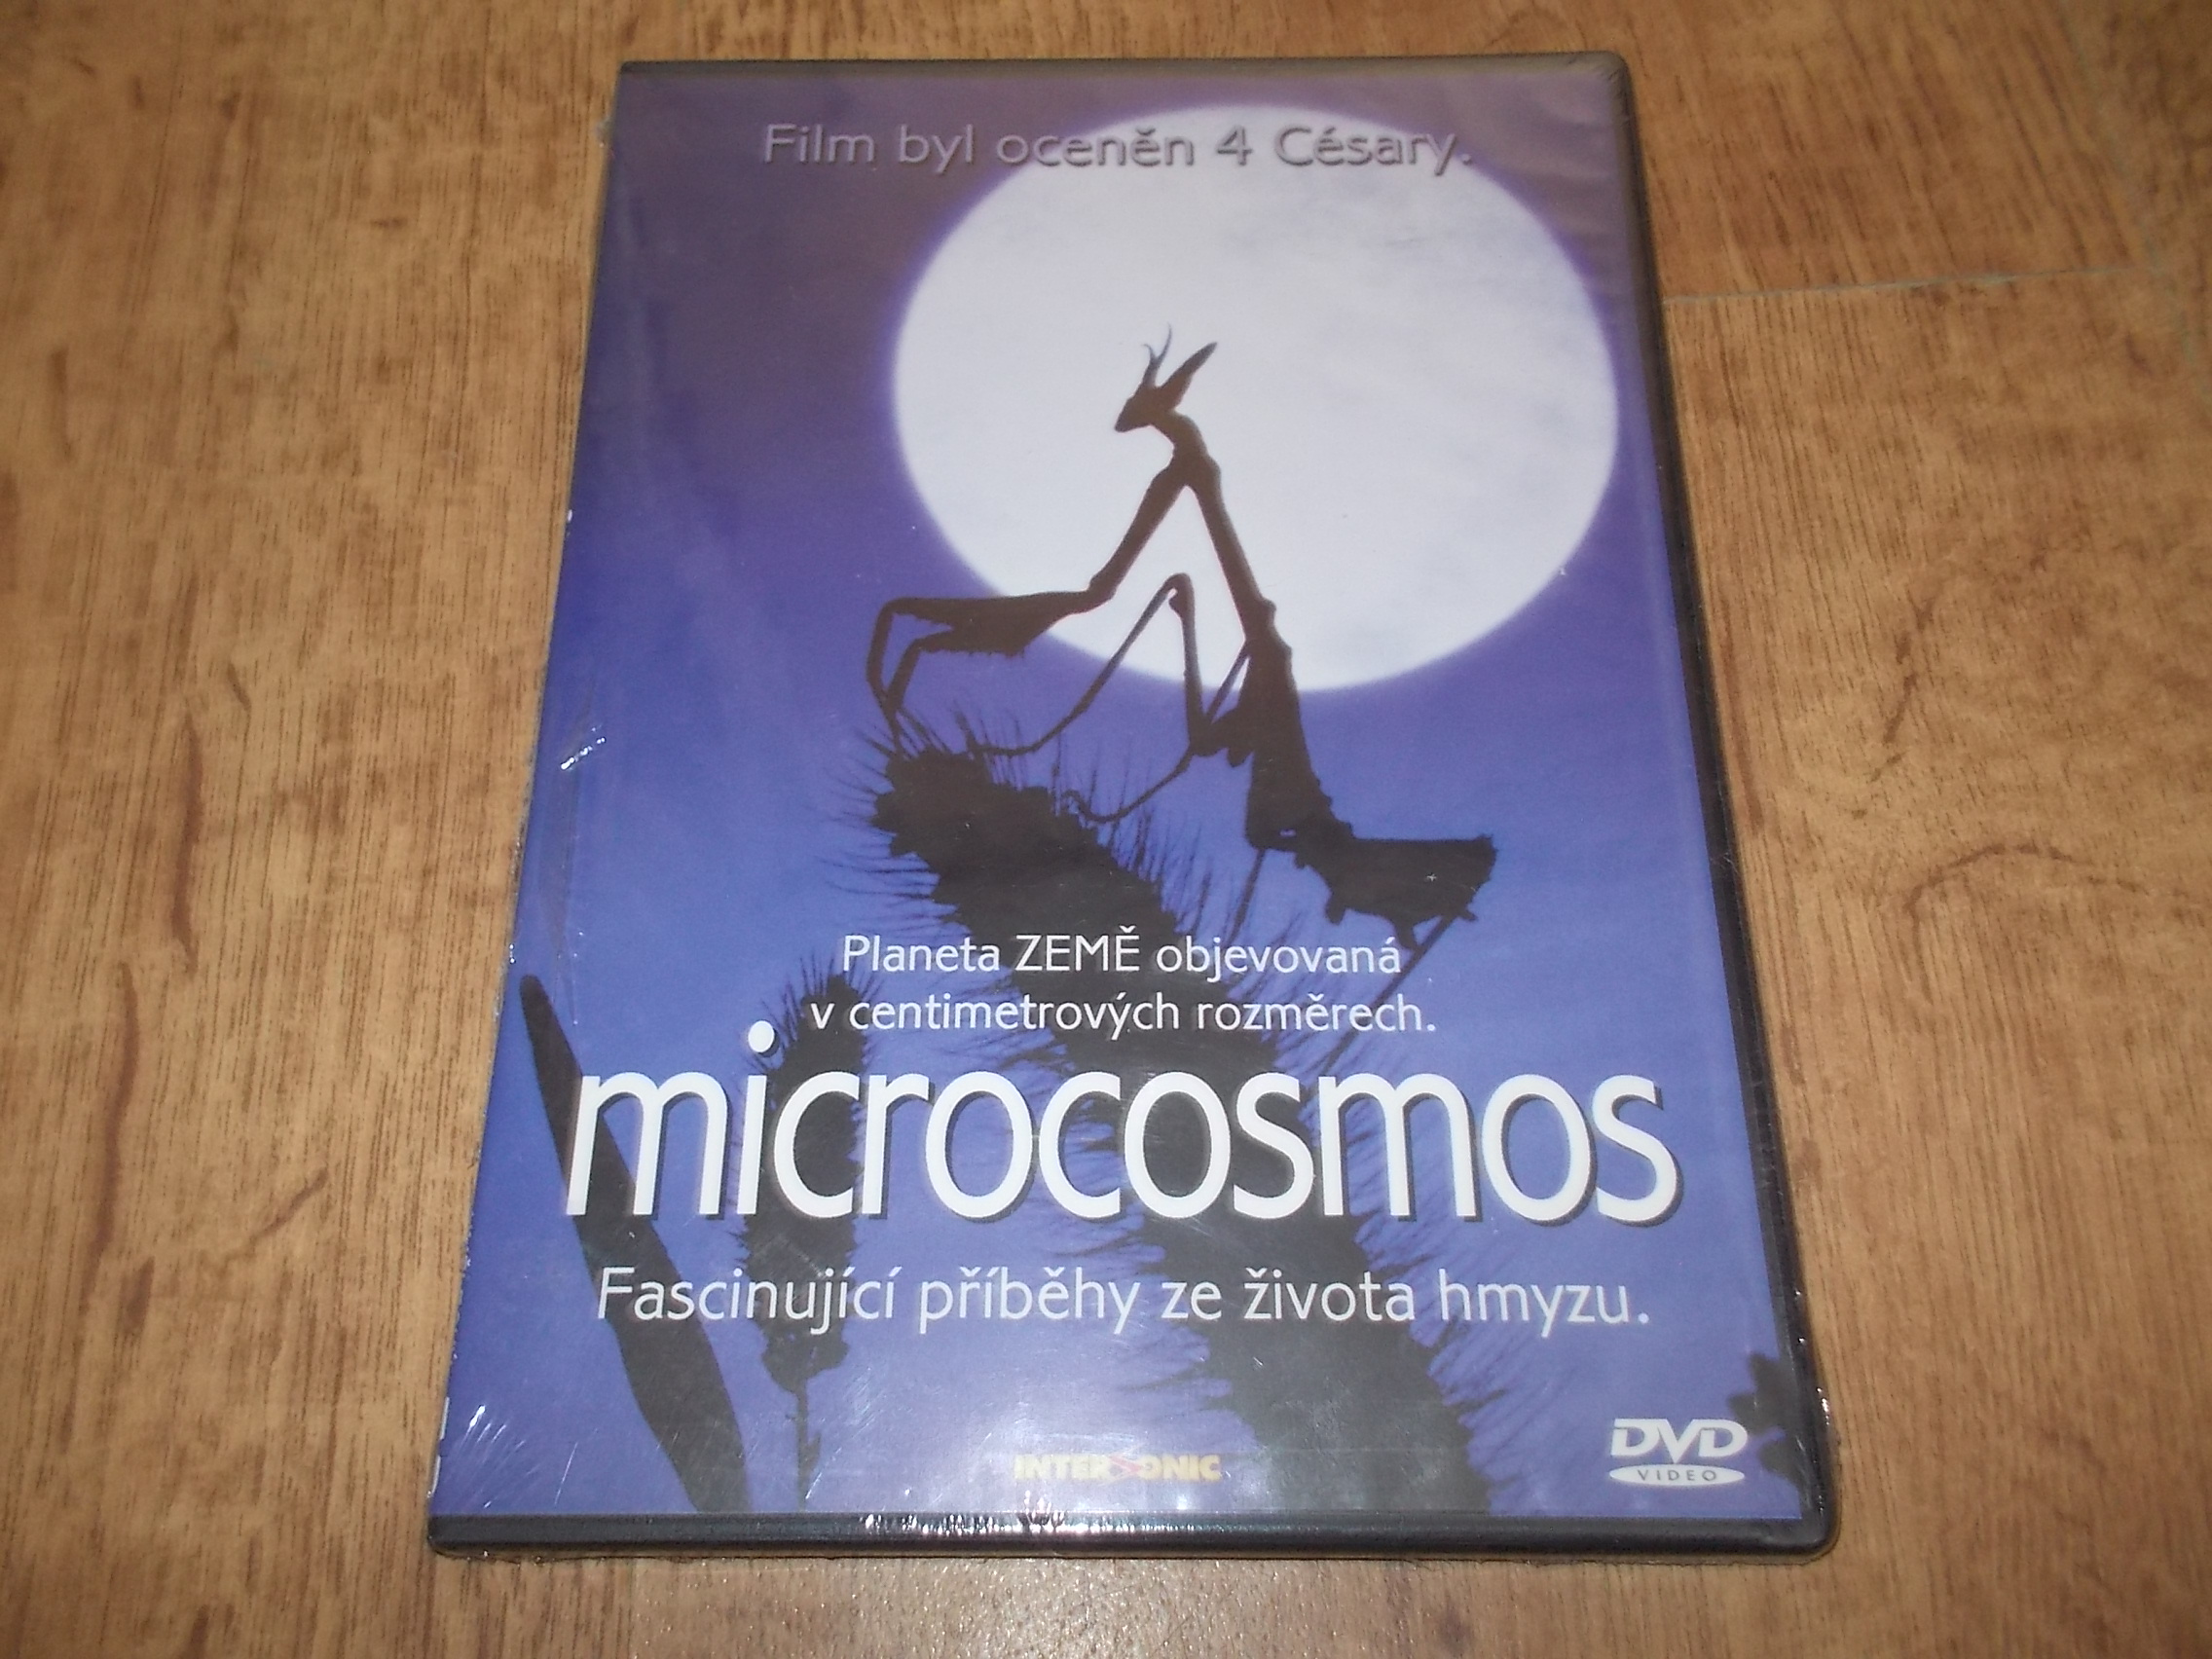 Film byl oceněn 4 Césary.
Planeta ZEMĚ objevovaná
v centimetrových rozměrech.
microcosmos
Fascinující příběhy ze života hmyzu.
INTERSONIC
DVD
VIDEO